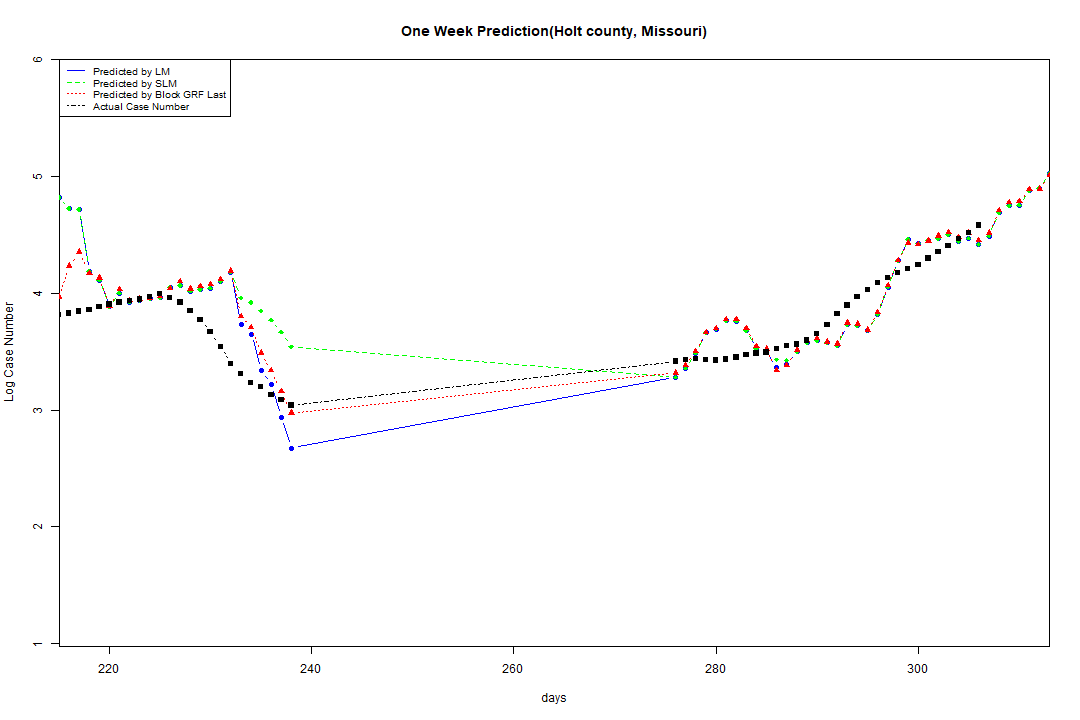 One Week Prediction(Holt county, Missouri)
Predicted by LM
Predicted by SLM
Predicted by Block GRF Last
Actual Case Number
6
5
4
3
2
1
Log Case Number
220 240 260 280 300
days